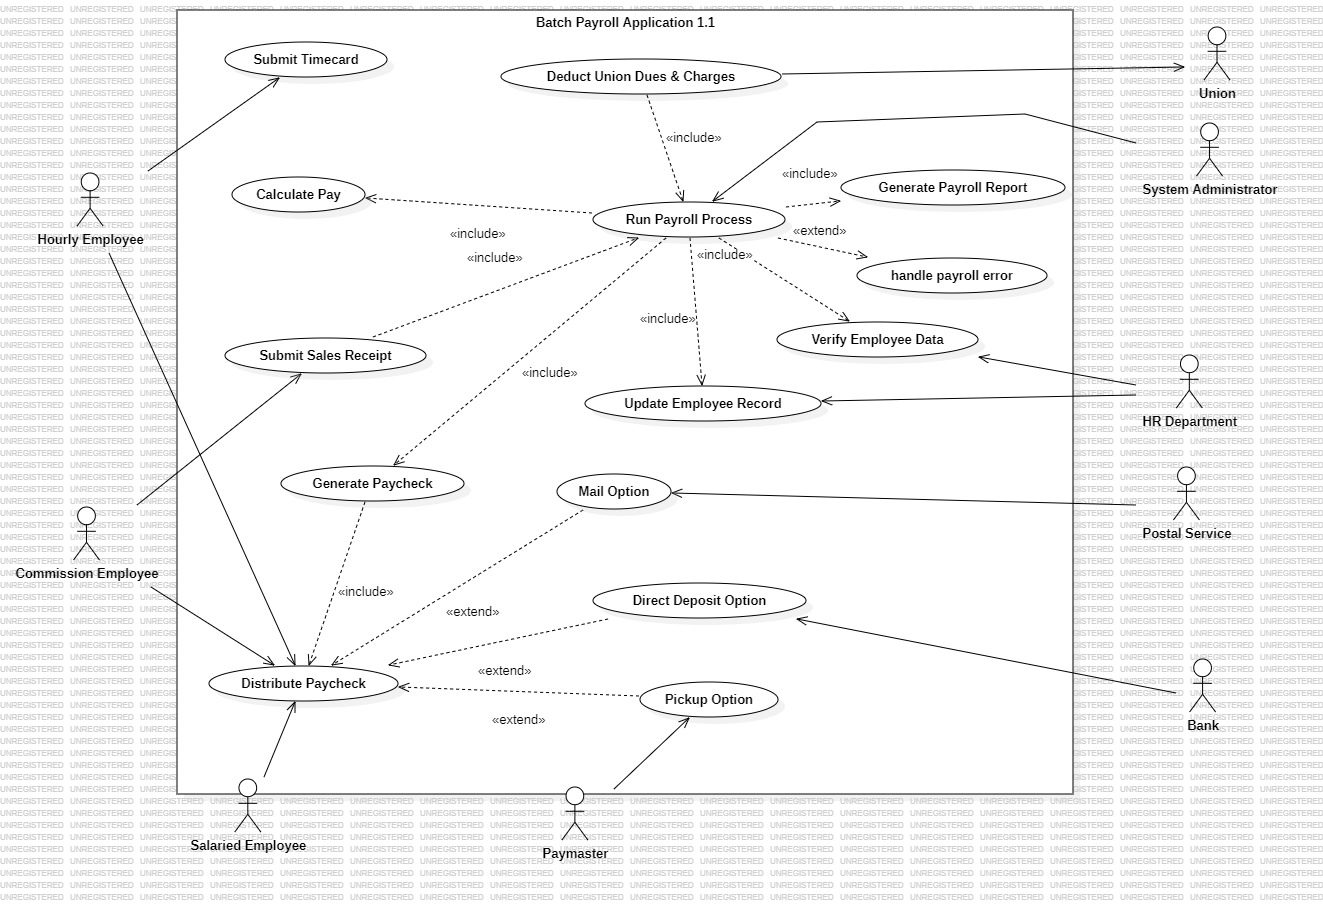 Batch Payroll Application 1.1
Submit Timecard
Deduct Union Dues & Charges
Union
«include»
System Administrator
Calculate Pay
«include»
Generate Payroll Report
Run Payroll Process
Hourly Employee
«include»
«extend»
«include»
«include»
handle payroll error
«include»
Verify Employee Data
Submit Sales Receipt
«include»
Update Employee Record
HR Department
Generate Paycheck
Mail Option
Postal Service
Commission Employee
«include»
Direct Deposit Option
«extend»
«extend»
Distribute Paycheck
Pickup Option
«extend»
Bank
Salaried Employee
Paymaster
UNREGISTERED